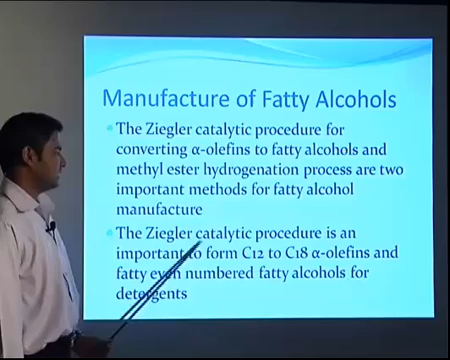 Manufacture of Fatty Alcohols
The Ziegler catalytic procedure for
converting α-olefins to fatty alcohols and
methyl ester hydrogenation process are two
important methods for fatty alcohol
manufacture
The Ziegler catalytic procedure is an
important to form C12 to C18 α-olefins and
fatty even numbered fatty alcohols for
detergents